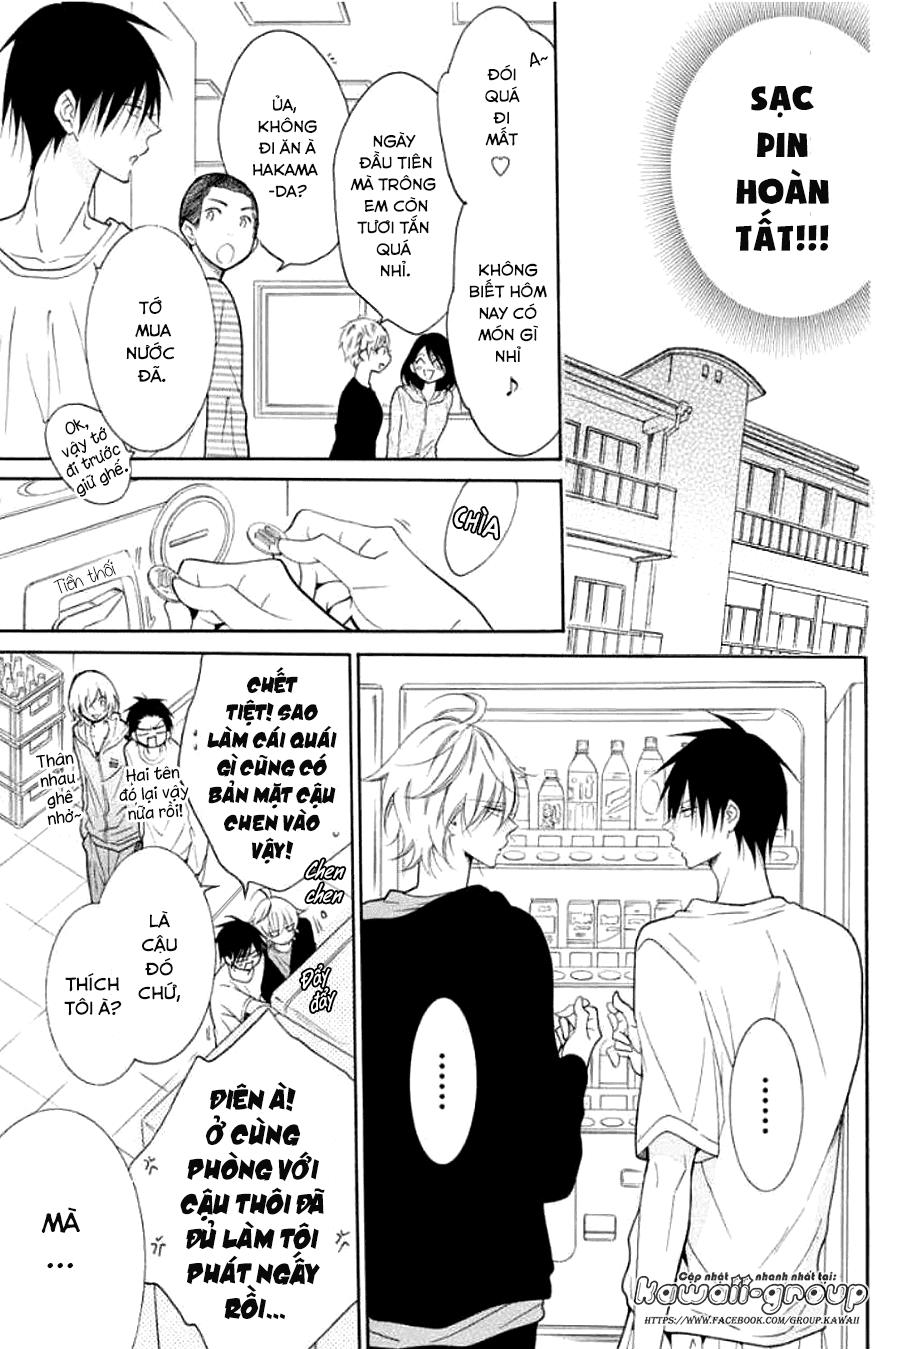 SẠC
PIN
HOÀN
TẤT!!!
A~
ĐÓI
QUÁ
ĐI
MẤT
♡
KHÔNG
BIẾT HÔM
NAY CÓ
MÓN GÌ
NHỈ
♪
NGÀY
ĐẦU TIÊN
MÀ TRÔNG
EM CÒN
TƯƠI TẮN
QUÁ
NHỈ.
ỦA,
KHÔNG
ĐI ĂN À
HAKAMA
-DA?
TỚ
MUA
NƯỚC
ĐÃ.
Ok,
vậy tớ
đi trước
giữ ghế.
CHÌA
Tiền thối
......
......
CHẾT
TIỆT! SAO
LÀM CÁI QUÁI
GÌ CŨNG CÓ
BẢN MẶT CẬU
CHEN VÀO
VẬY!
Thân
nhau
ghê
nhở~
Hai tên
đó lại vậy
nữa rồi!
Chen
chen
Đẩy
đẩy
LÀ
CẬU
ĐÓ
CHỨ,
THÍCH
TÔI À?
ĐIÊN À!
Ở CÙNG
PHÒNG VỚI
CẬU THÔI ĐÃ
ĐỦ LÀM TÔI
PHÁT NGẤY
RỒI...
MÀ
...
Cập nhật nhanh nhất tại:
kawaii-group
HTTPS://WWW.FACEBOOK.COM/GROUP.KAWAII